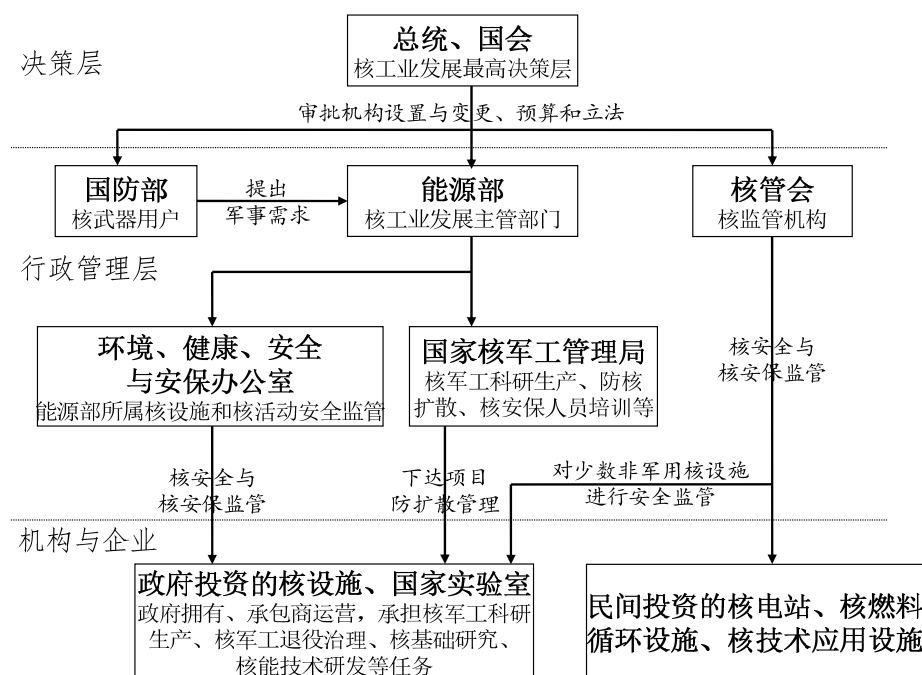 总统、国会
核工业发展最高决策层
决策层
审批机构设置与变更、预算和立法
国防部
核武器用户
提出
军事需求
能源部
核工业发展主管部门
核管会
核监管机构
行政管理层
环境、健康、安全
与安保办公室
能源部所属核设施和核活动安全监管
国家核军工管理局
核军工科研生产、防核
扩散、核安保人员培训等
核安全与
核安保监管
核安全与
核安保监管
下达项目
防扩散管理
对少数非军用核设施
进行安全监管
机构与企业
政府投资的核设施、国家实验室
政府拥有、承包商运营，承担核军工科研
生产、核军工退役治理、核基础研究、
核能技术研发等任务
民间投资的核电站、核燃料
循环设施、核技术应用设施